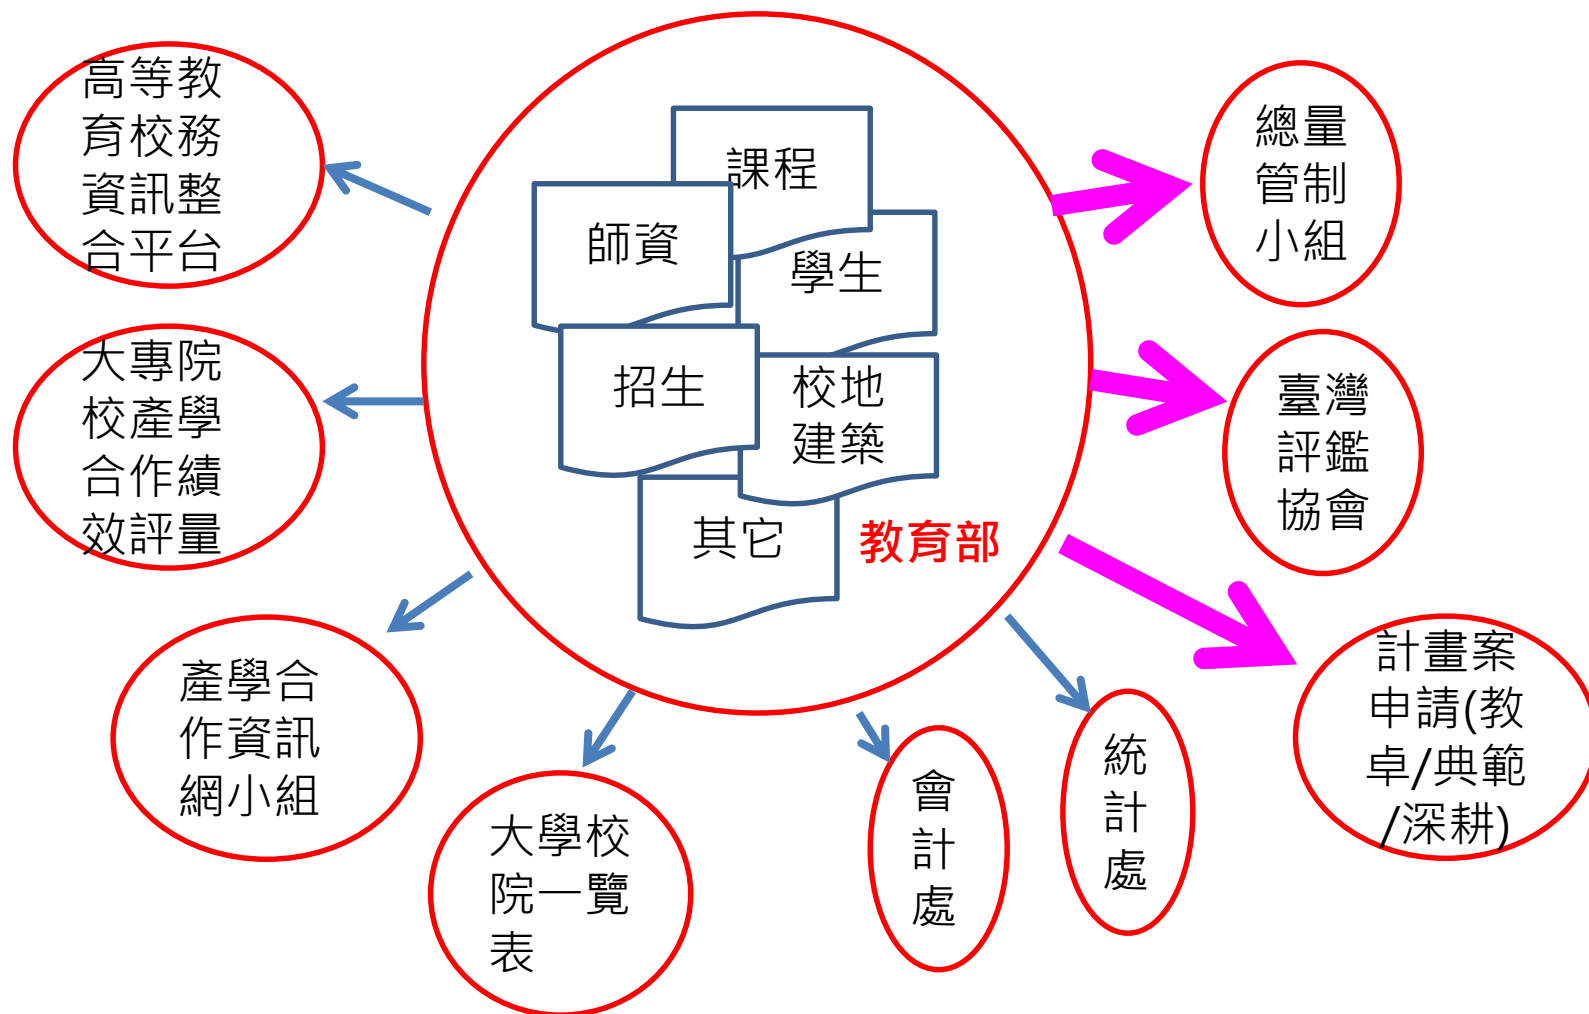 高等教
育校務
資訊整
合平台
大專院
校產學
合作績
效評量
產學合
作資訊
網小組
大學校
院一覽
表
課程
師資
學生
招生
校地
建築
其它
教育部
會
計
處
統
計
處
總量
管制
小組
臺灣
評鑑
協會
計畫案
申請(教
卓/典範
/深耕)